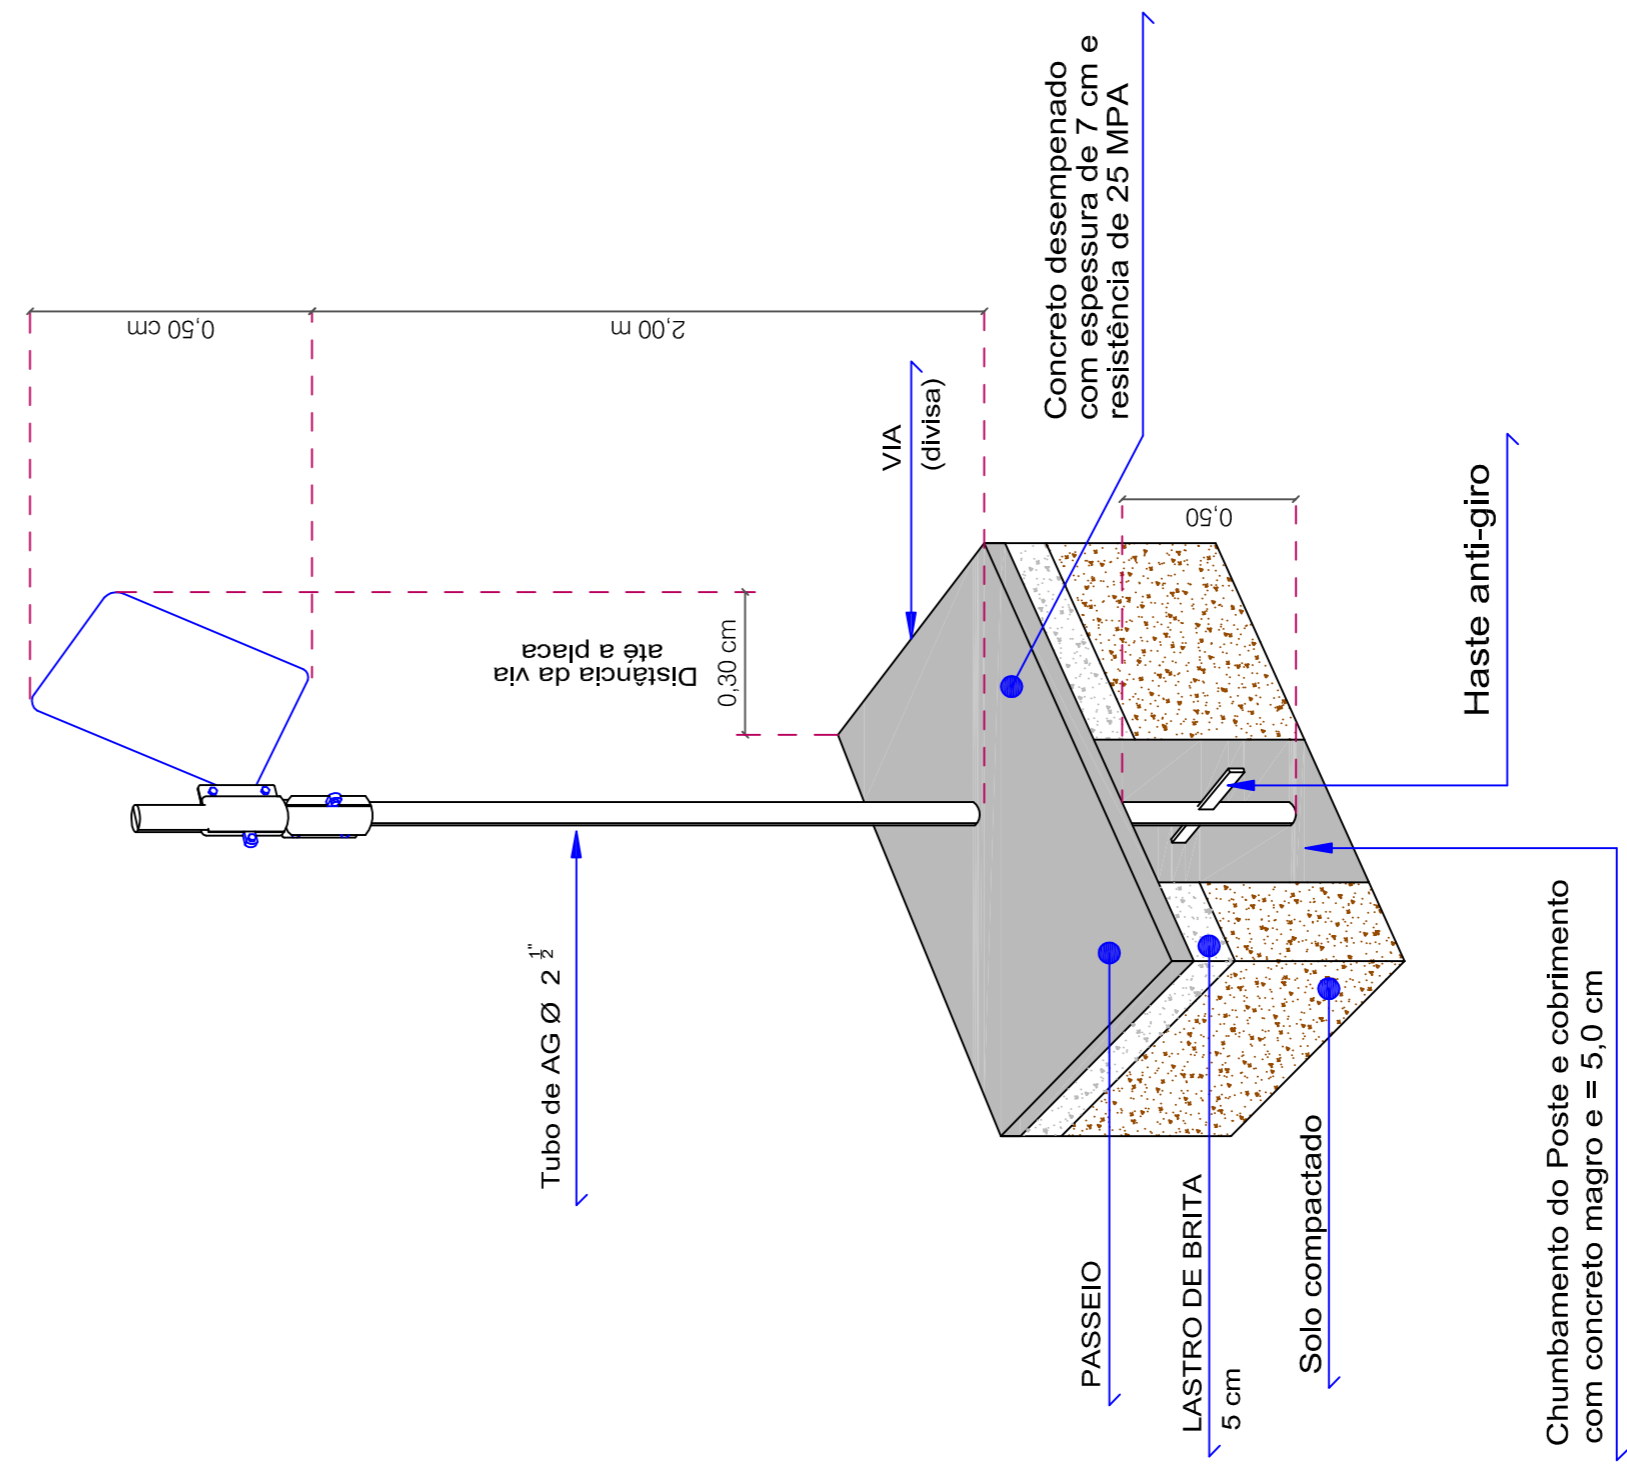 0,50 cm
2,00 m
Distância da via
até a placa
0,30 cm
VIA
(divisa)
Concreto desempenado
com espessura de 7 cm e
resistência de 25 MPA
0,50
Haste anti-giro
Tubo de AG Ø 2 1/2"
PASSEIO
LASTRO DE BRITA
5 cm
Solo compactado
Chumbamento do Poste e cobrimento
com concreto magro e = 5,0 cm